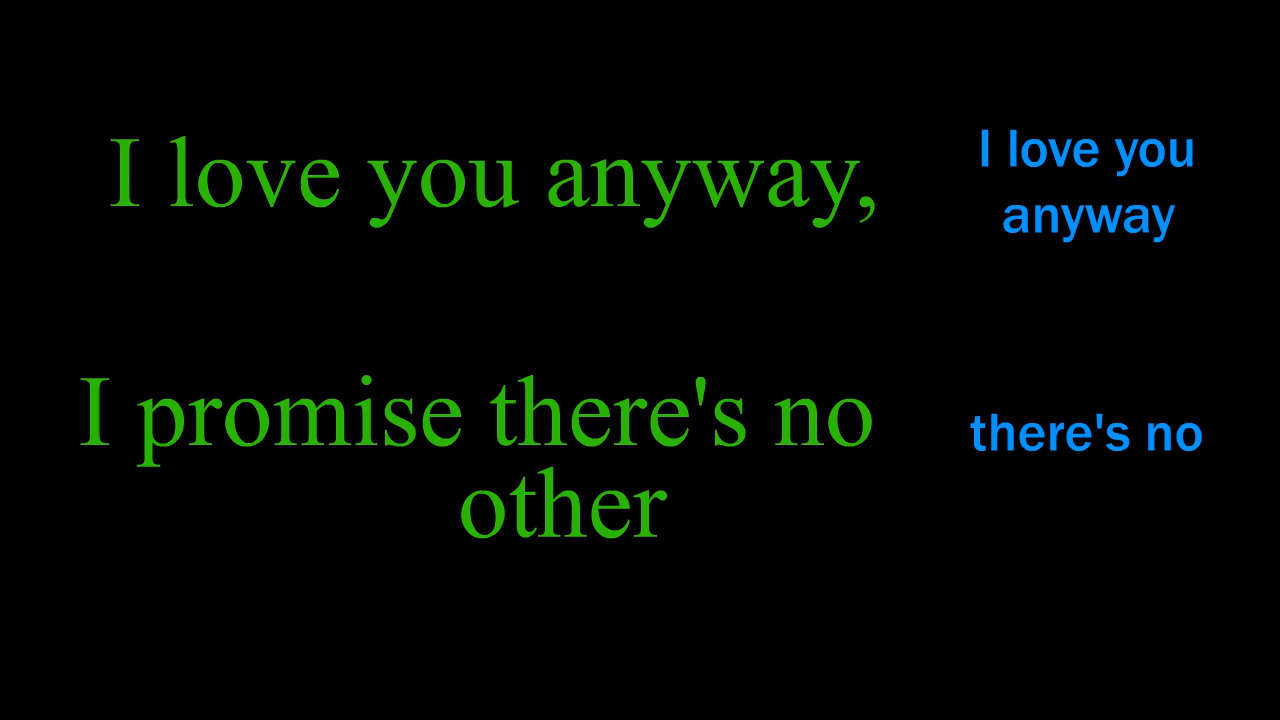 I love you anyway,
I love you
anyway
I promise there's no
other
there's no